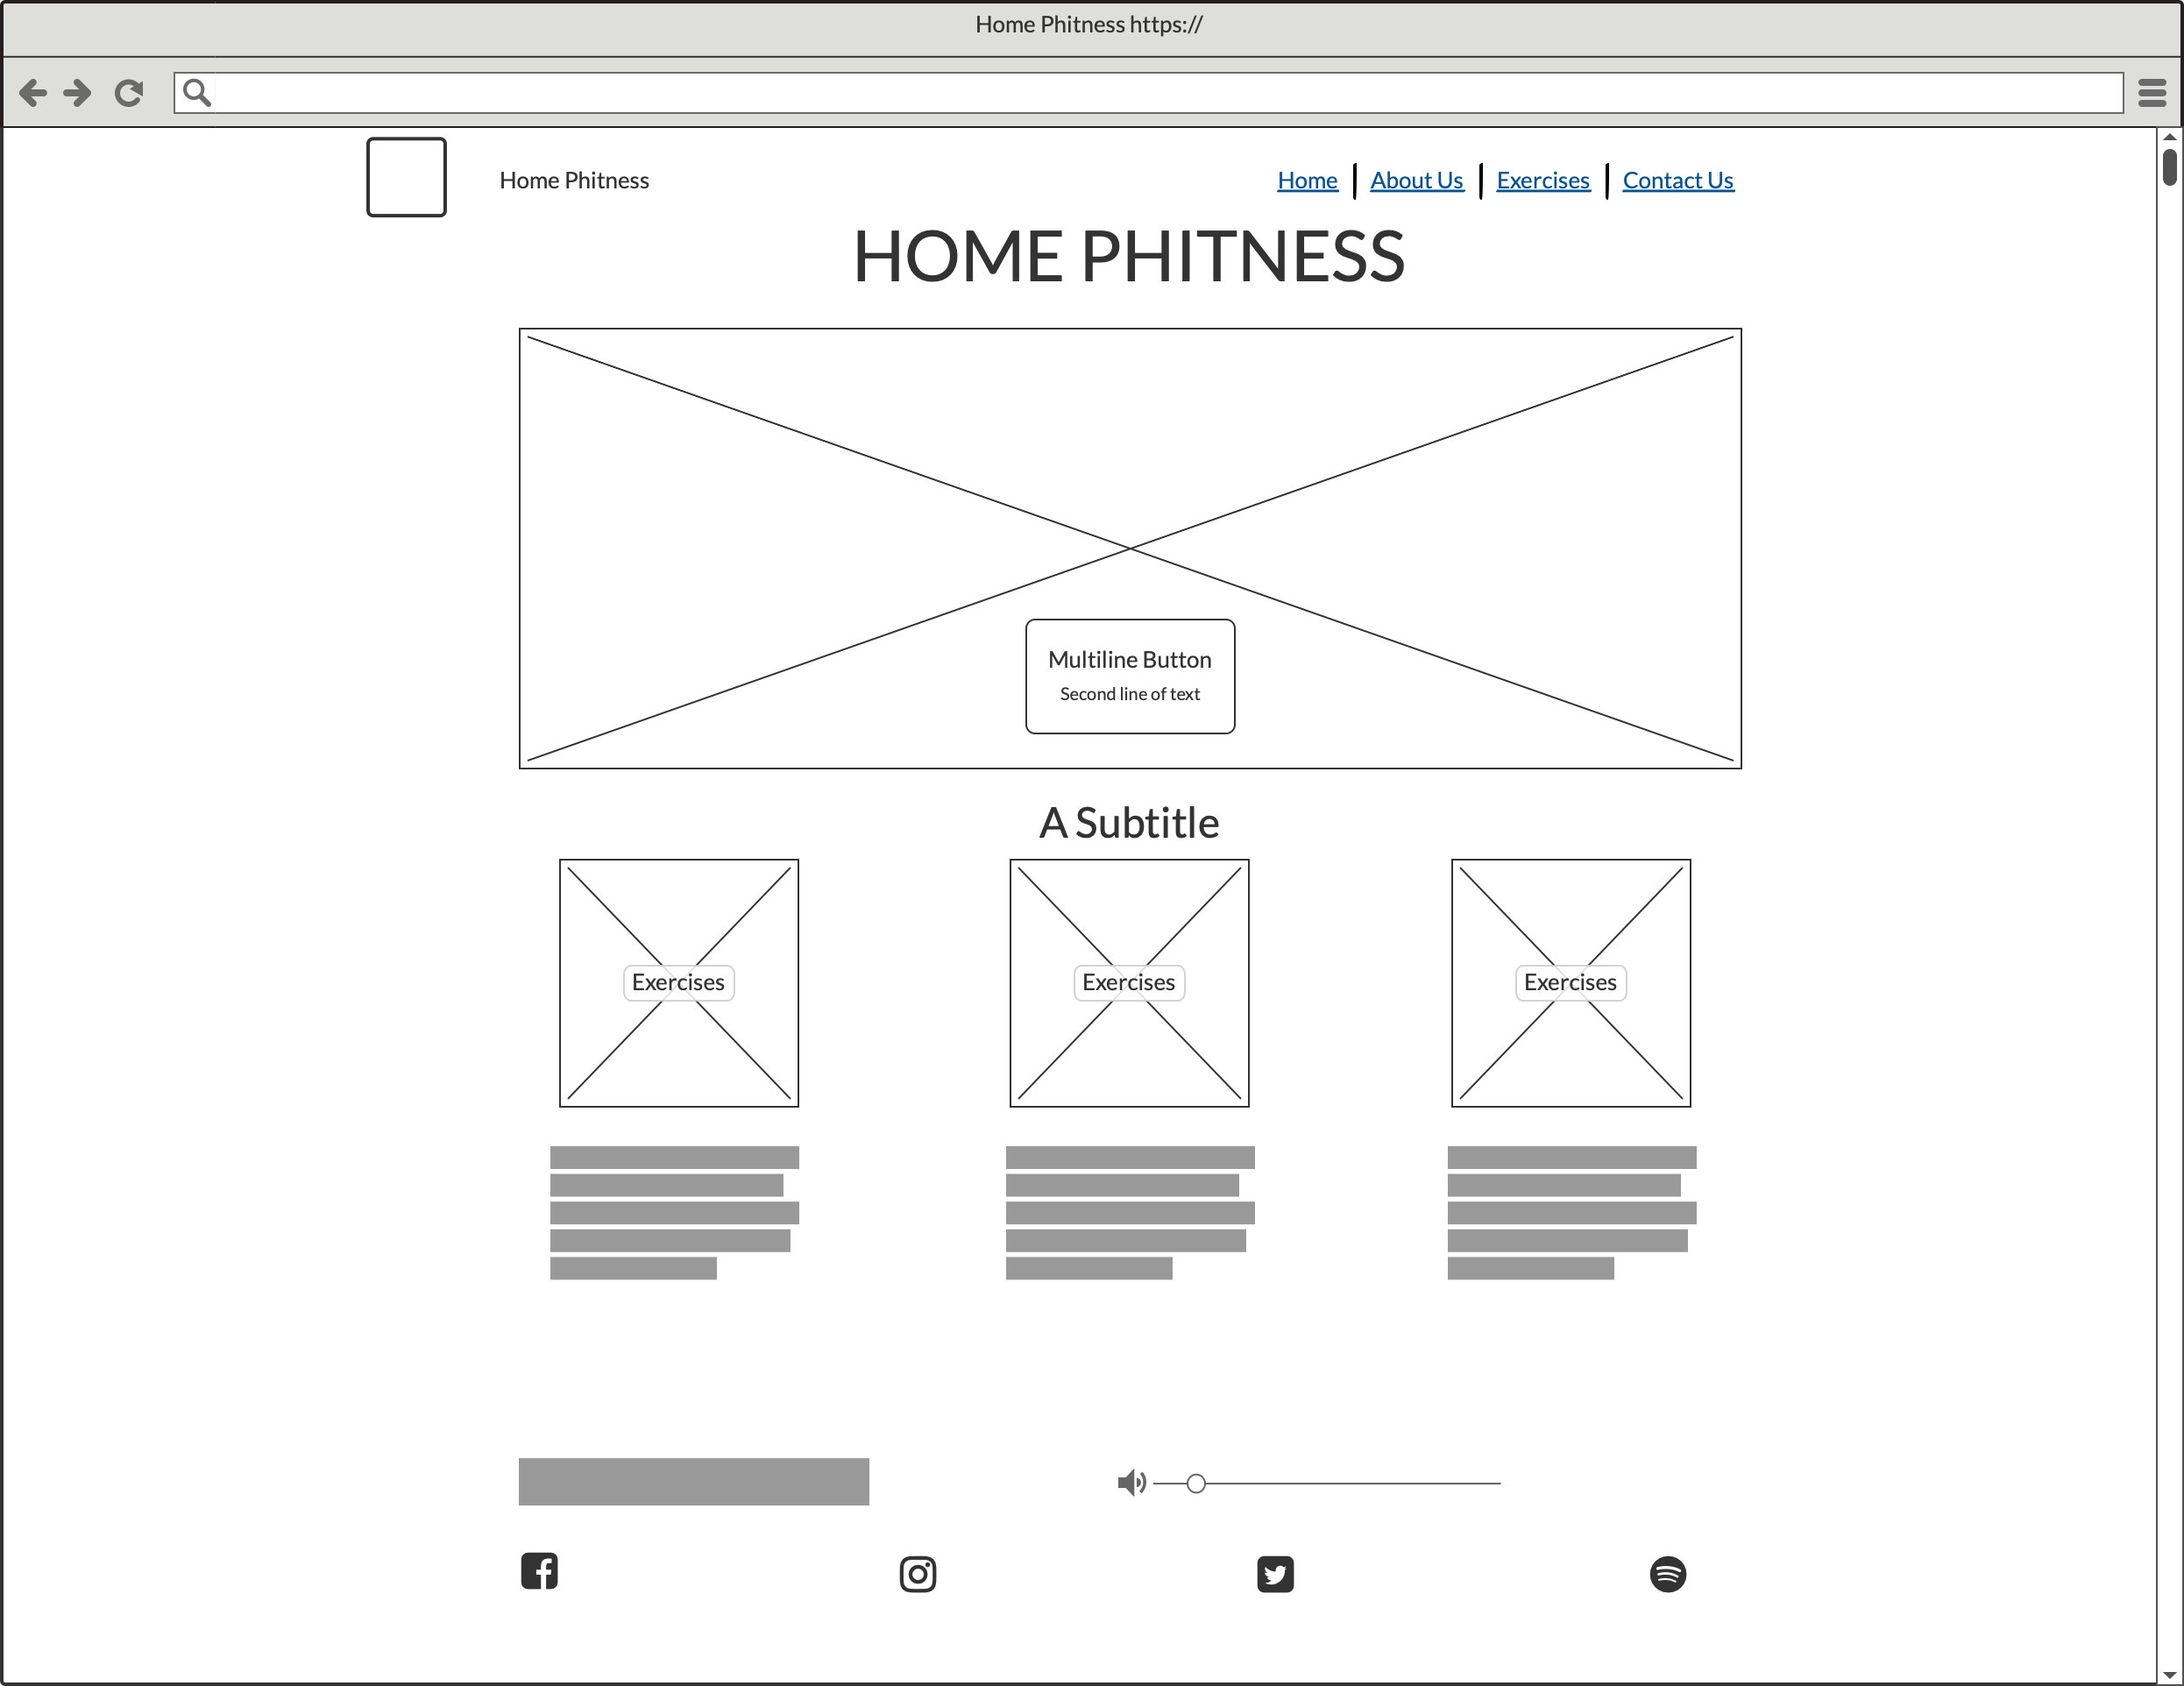 Home Phitness https://
Home Phitness
Home About Us Exercises Contact Us
HOME PHITNESS
Multiline Button
Second line of text
A Subtitle
Exercises Exercises Exercises